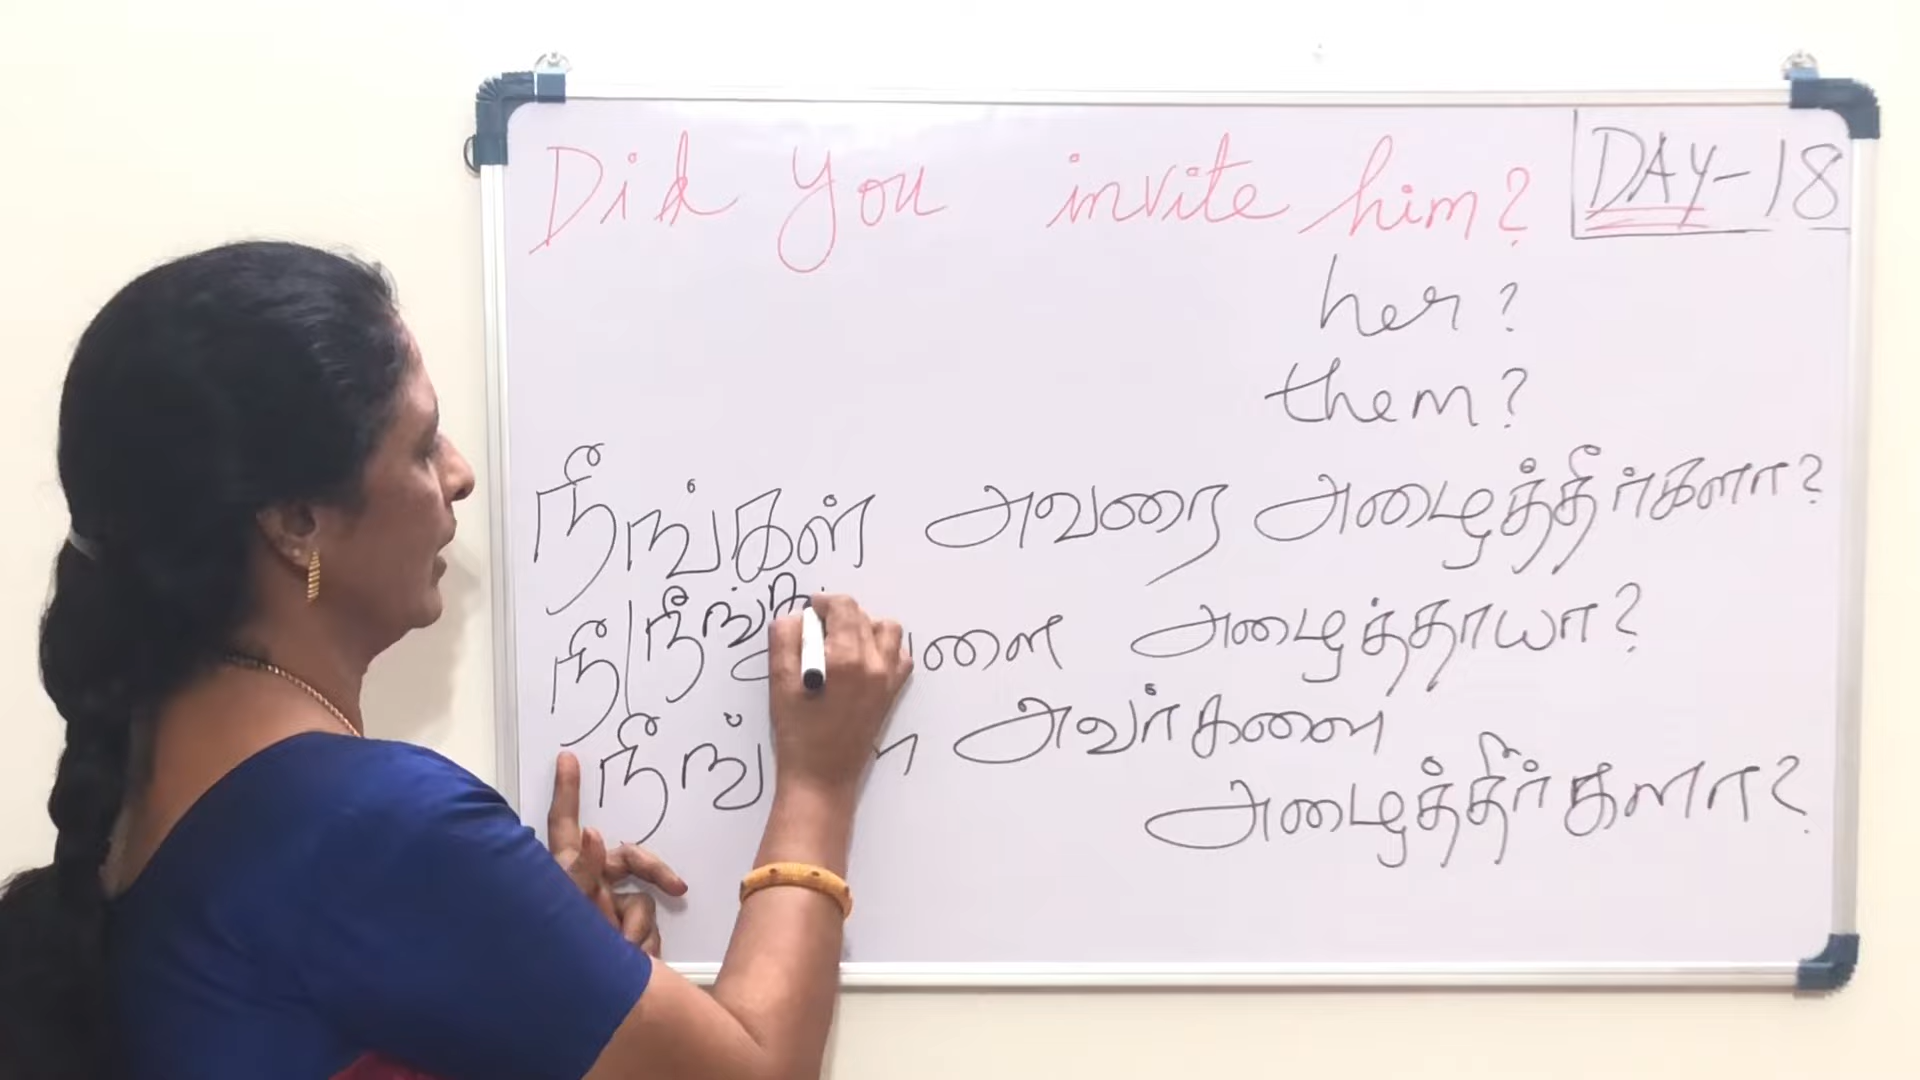 Did You invite him? DAY-18
her?
them?
நீங்கள் அவரை அழைத்தீர்களா?
நீ/நீங்க அழைத்தாயா?
அவர்களை
அழைத்தீர்களா?